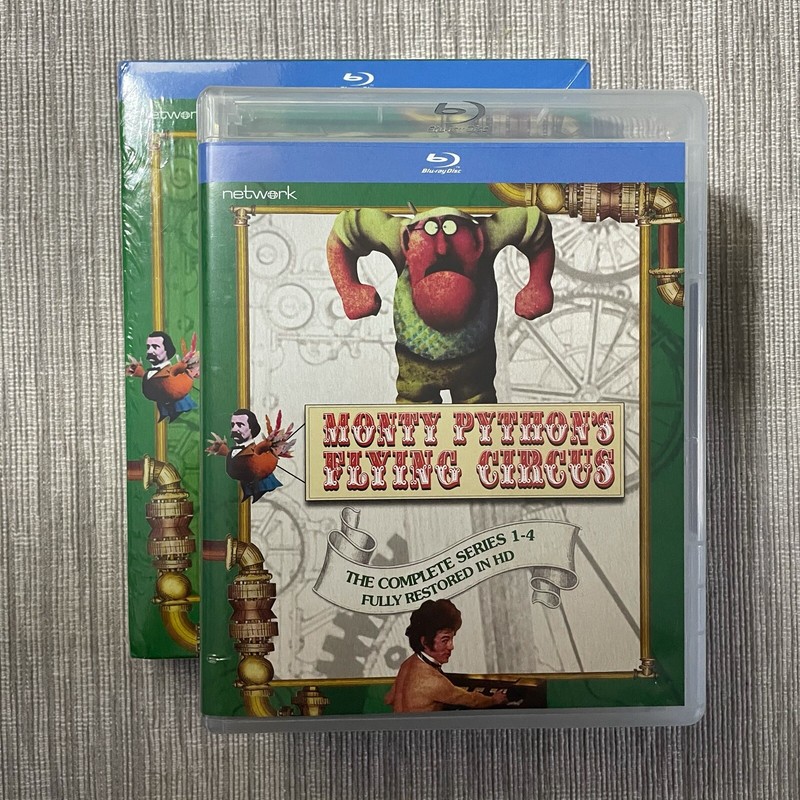 Blu-ray Disc
network
MONTY PYTHON'S
FLYING CIRCUS
THE COMPLETE SERIES 1-4
FULLY RESTORED IN HD